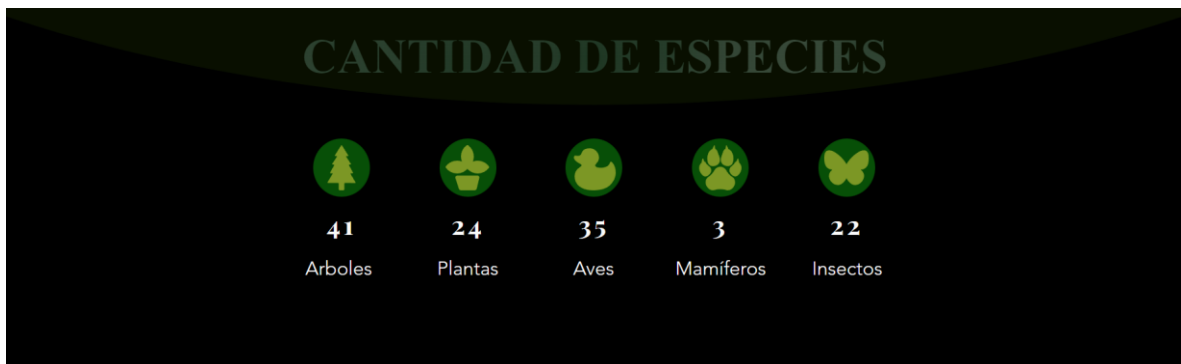 CANTIDAD DE ESPECIES
41 24 35 3 22
Arboles Plantas Aves Mamíferos Insectos